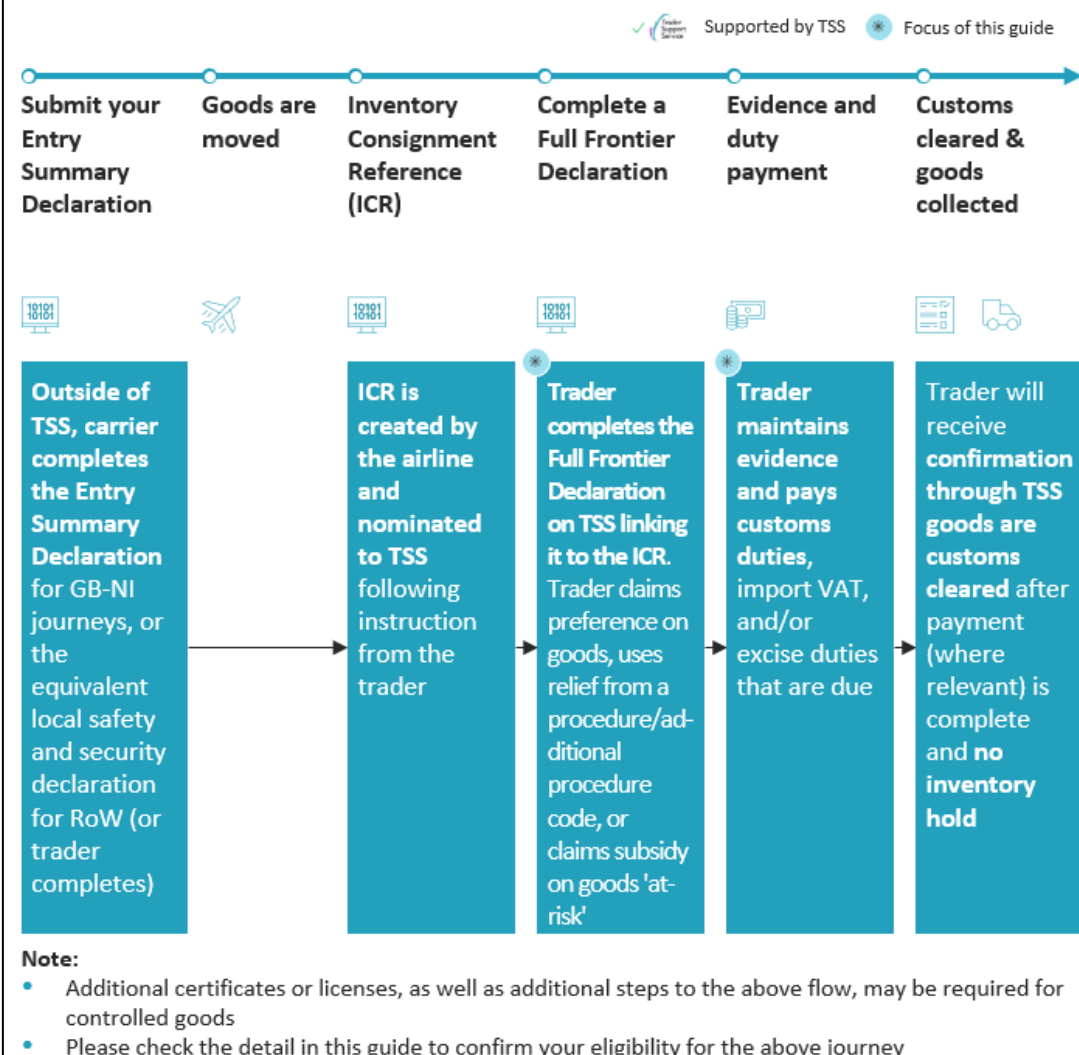 Trader
Support
Service
Supported by TSS
Focus of this guide
Submit your
Entry
Summary
Declaration
Goods are
moved
Inventory
Consignment
Reference
(ICR)
Complete a
Full Frontier
Declaration
Evidence and
duty
payment
Customs
cleared &
goods
collected
10101
10101
10101
10101
10101
10101
Outside of
TSS, carrier
completes
the Entry
Summary
Declaration
for GB-NI
journeys, or
the
equivalent
local safety
and security
declaration
for RoW (or
trader
completes)
ICR is
created by
the airline
and
nominated
to TSS
following
instruction
from the
trader
Trader
completes the
Full Frontier
Declaration
on TSS linking
it to the ICR.
Trader claims
preference on
goods, uses
relief from a
procedure/ad-
ditional
procedure
code, or
claims subsidy
on goods 'at-
risk'
Trader
maintains
evidence
and pays
customs
duties,
import VAT,
and/or
excise duties
that are due
Trader will
receive
confirmation
through TSS
goods are
customs
cleared after
payment
(where
relevant) is
complete
and no
inventory
hold
Note:
• Additional certificates or licenses, as well as additional steps to the above flow, may be required for
controlled goods
• Please check the detail in this guide to confirm your eligibility for the above journey